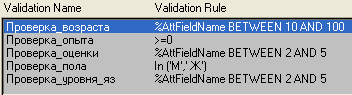 Validation Name Validation Rule
Проверка_возраста %AttFieldName BETWEEN 10 AND 100
Проверка_опыта >=0
Проверка_оценки %AttFieldName BETWEEN 2 AND 5
Проверка_пола In ('М',' Ж')
Проверка_уровня_яз %AttFieldName BETWEEN 2 AND 5